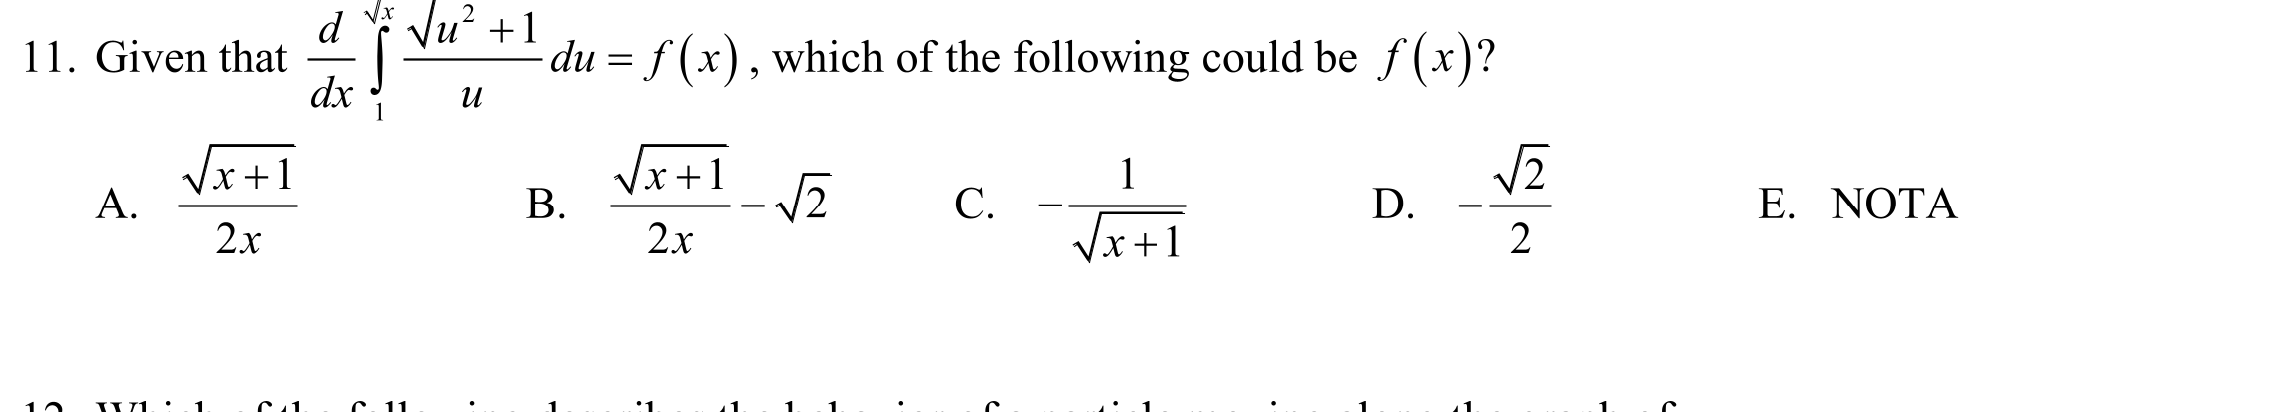 11. Given that \frac{d}{dx} \int_{1}^{\sqrt{x}} \frac{\sqrt{u^2+1}}{u} du = f(x), which of the following could be f(x)?
A. \frac{\sqrt{x+1}}{2x} B. \frac{\sqrt{x+1}}{2x} - \sqrt{2} C. -\frac{1}{\sqrt{x+1}} D. -\frac{\sqrt{2}}{2} E. NOTA